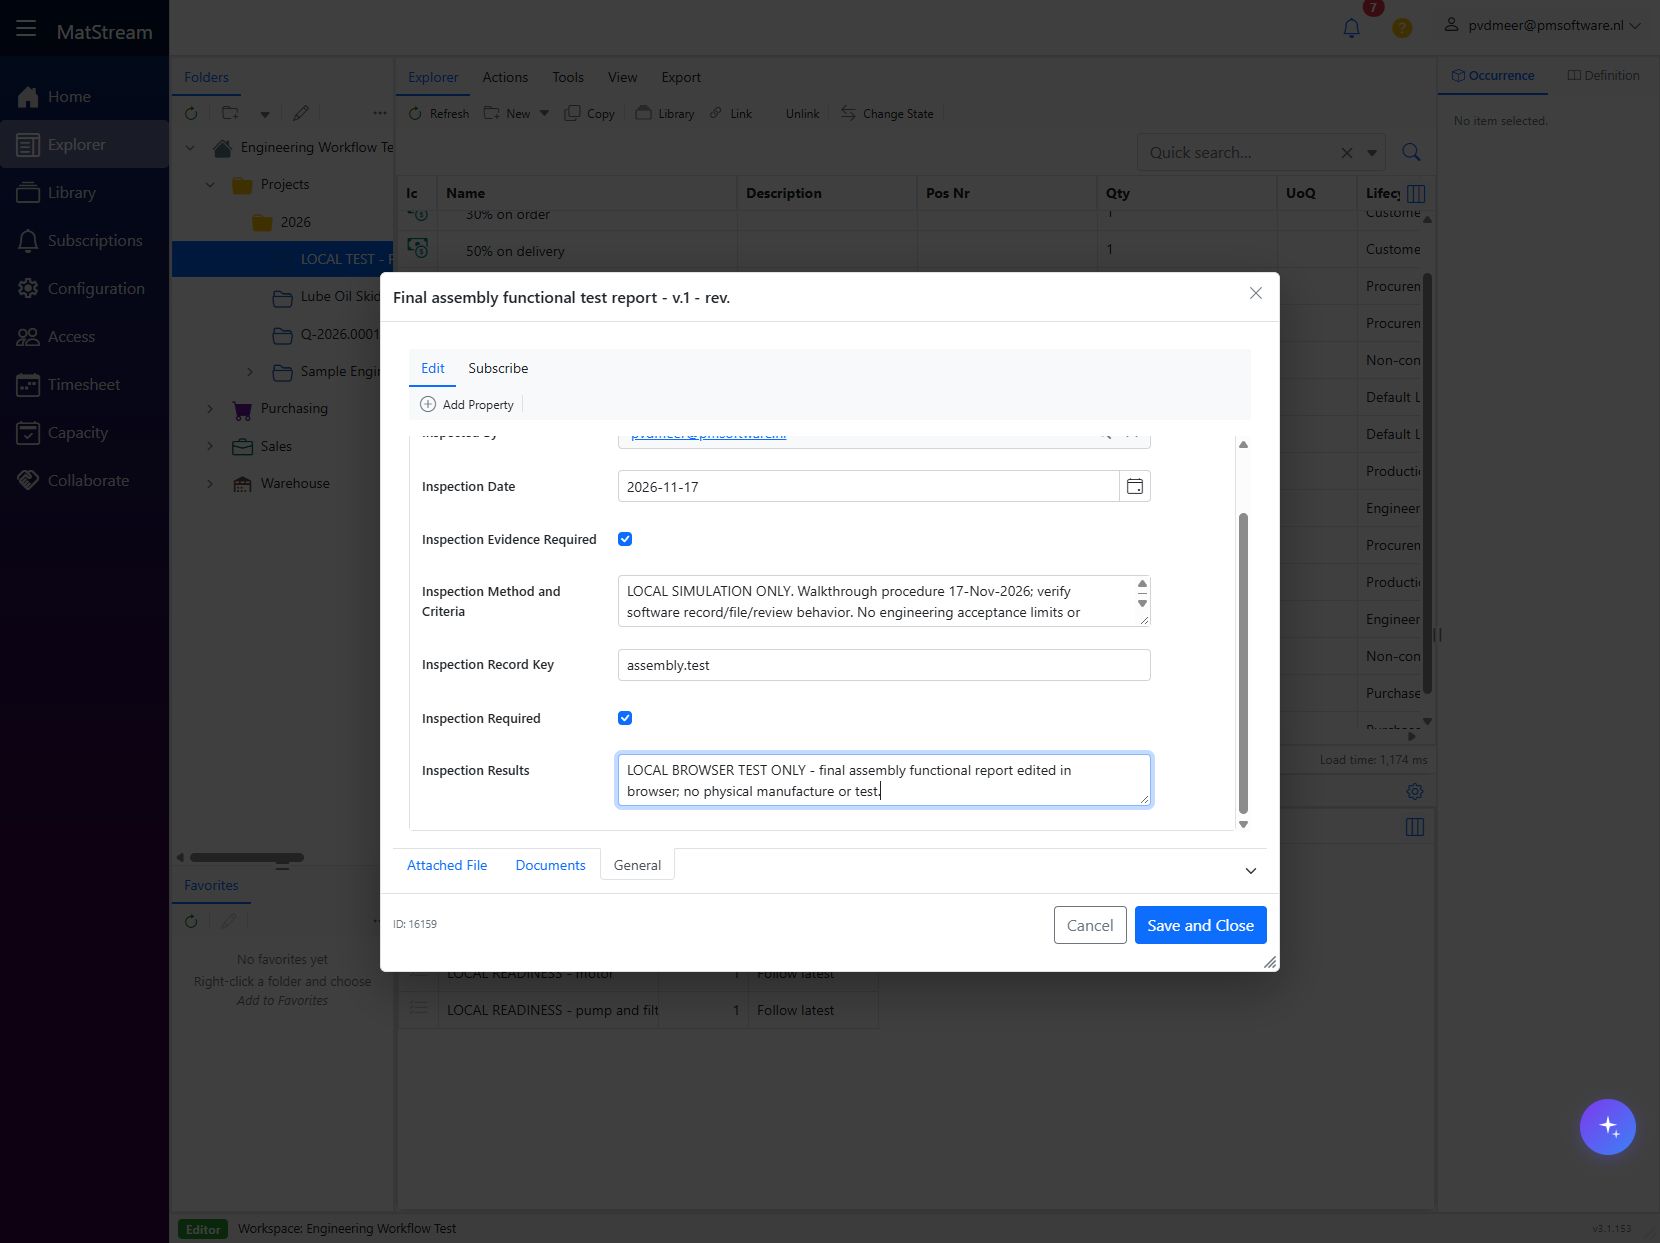 MatStream
7
?
pvdmeer@pmsoftware.nl
Home
Explorer
Library
Subscriptions
Configuration
Access
Timesheet
Capacity
Collaborate
Folders
Engineering Workflow Te
Projects
2026
LOCAL TEST - F
Lube Oil Skid
Q-2026.0001
Sample Engi
Purchasing
Sales
Warehouse
Favorites
No favorites yet
Right-click a folder and choose
Add to Favorites
Explorer Actions Tools View Export
Refresh New Copy Library Link Unlink Change State
Quick search...
Ic Name Description Pos Nr Qty UoQ Lifecy
30% on order 1 Custome
50% on delivery 1 Custome
Procuren
Procuren
Non-con
Default L
Default L
Producti
Engineer
Procuren
Producti
Engineer
Non-con
Purchase
Load time: 1,174 ms
Occurrence Definition
No item selected.
Final assembly functional test report - v.1 - rev.
Edit Subscribe
Add Property
Inspected By pvdmeer@pmsoftware.nl
Inspection Date 2026-11-17
Inspection Evidence Required
Inspection Method and
Criteria
LOCAL SIMULATION ONLY. Walkthrough procedure 17-Nov-2026; verify
software record/file/review behavior. No engineering acceptance limits or
Inspection Record Key assembly.test
Inspection Required
Inspection Results
LOCAL BROWSER TEST ONLY - final assembly functional report edited in
browser; no physical manufacture or test.
Attached File Documents General
ID: 16159
Cancel Save and Close
LOCAL READINESS - motor 1 Follow latest
LOCAL READINESS - pump and filt 1 Follow latest
Editor Workspace: Engineering Workflow Test
v3.1.153